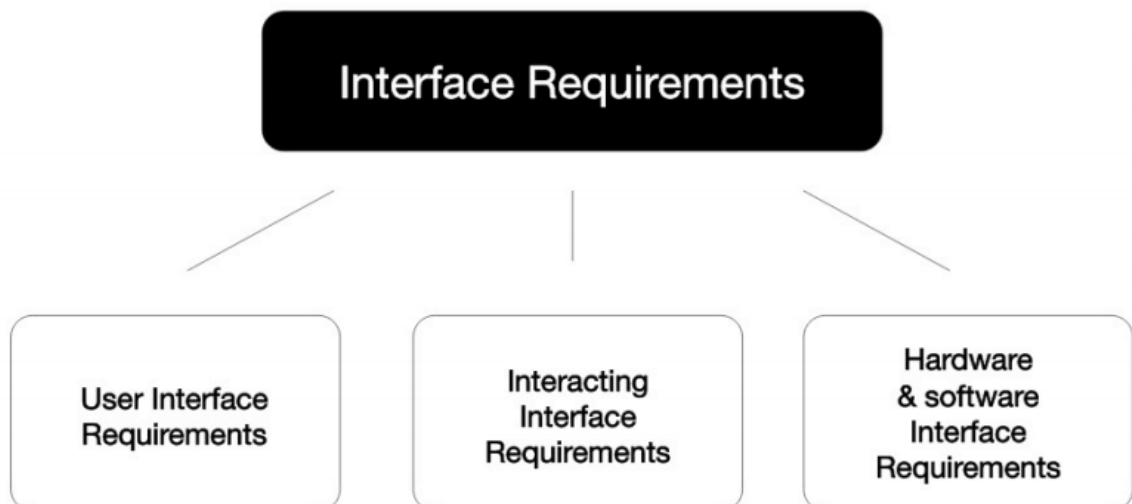 Interface Requirements
User Interface
Requirements
Interacting
Interface
Requirements
Hardware
& software
Interface
Requirements